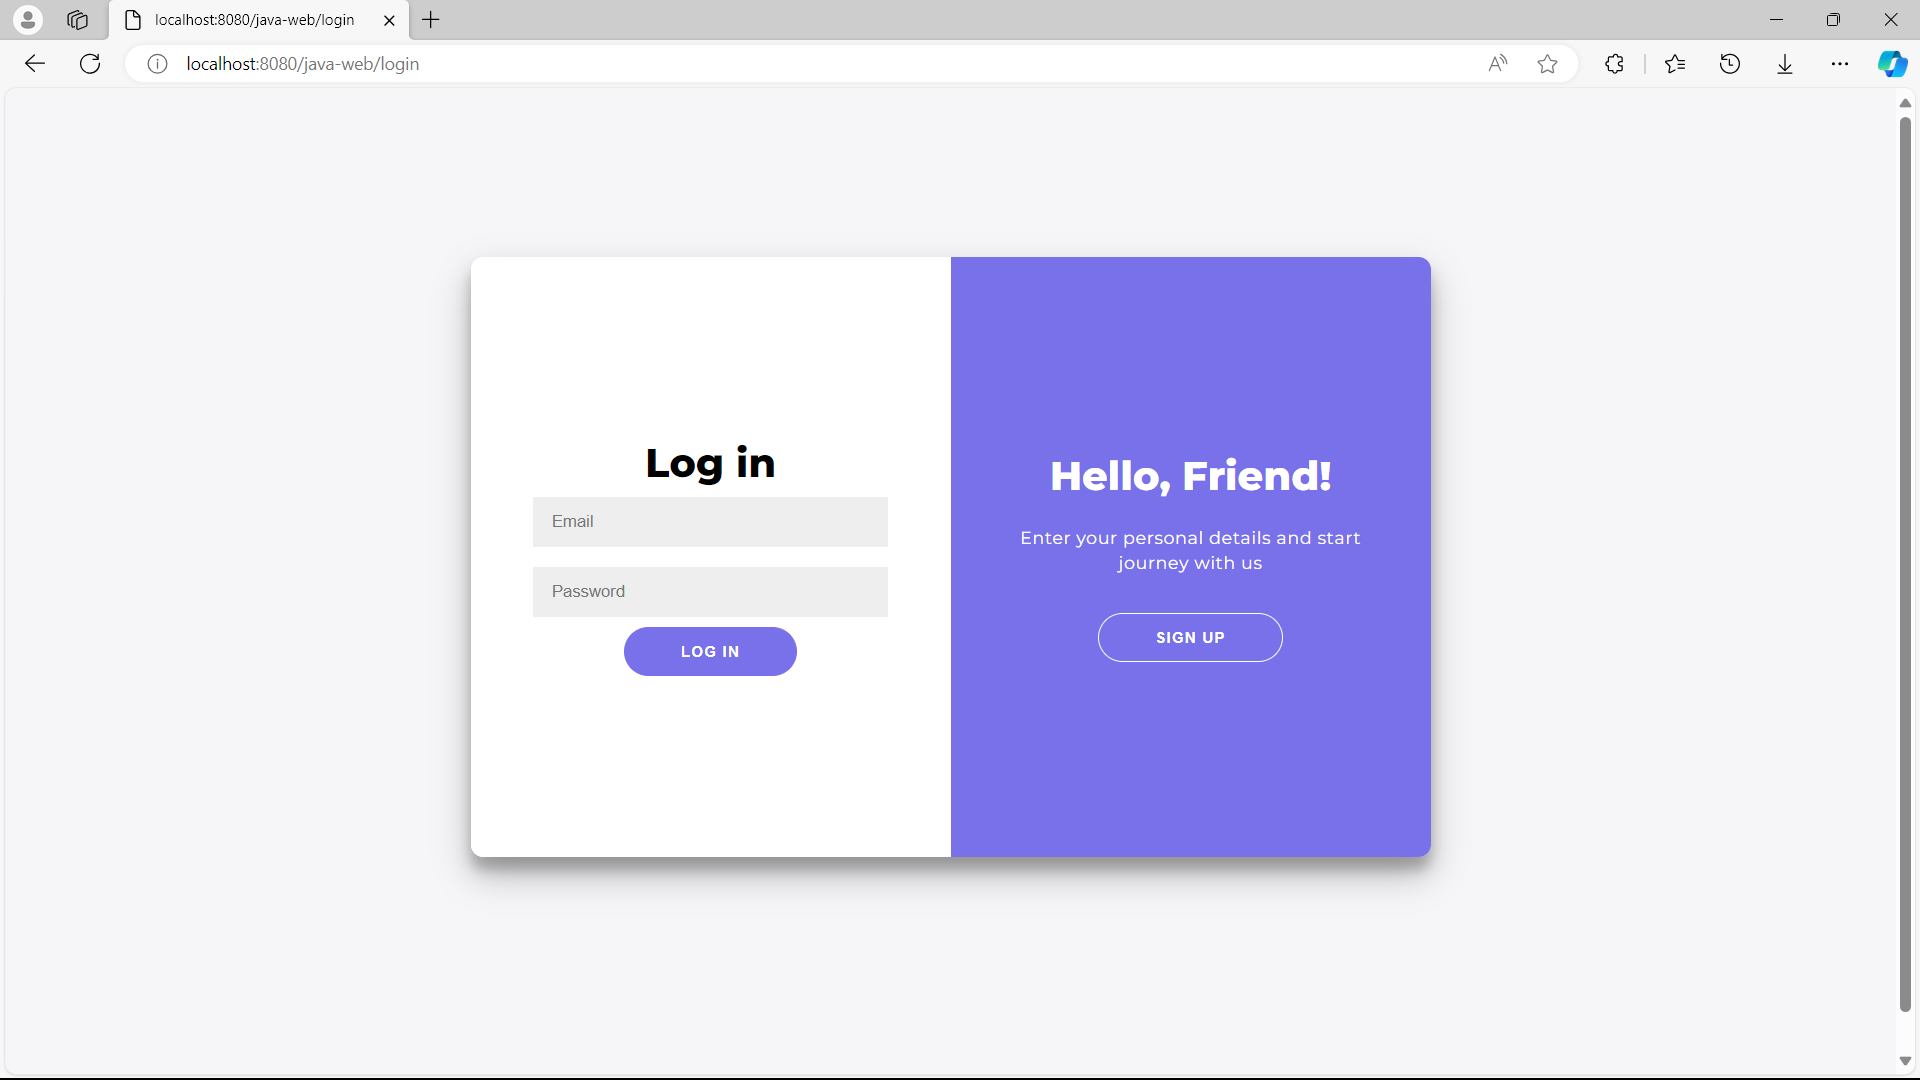 localhost:8080/java-web/login
localhost:8080/java-web/login
Log in
Email
Password
LOG IN
Hello, Friend!
Enter your personal details and start
journey with us
SIGN UP